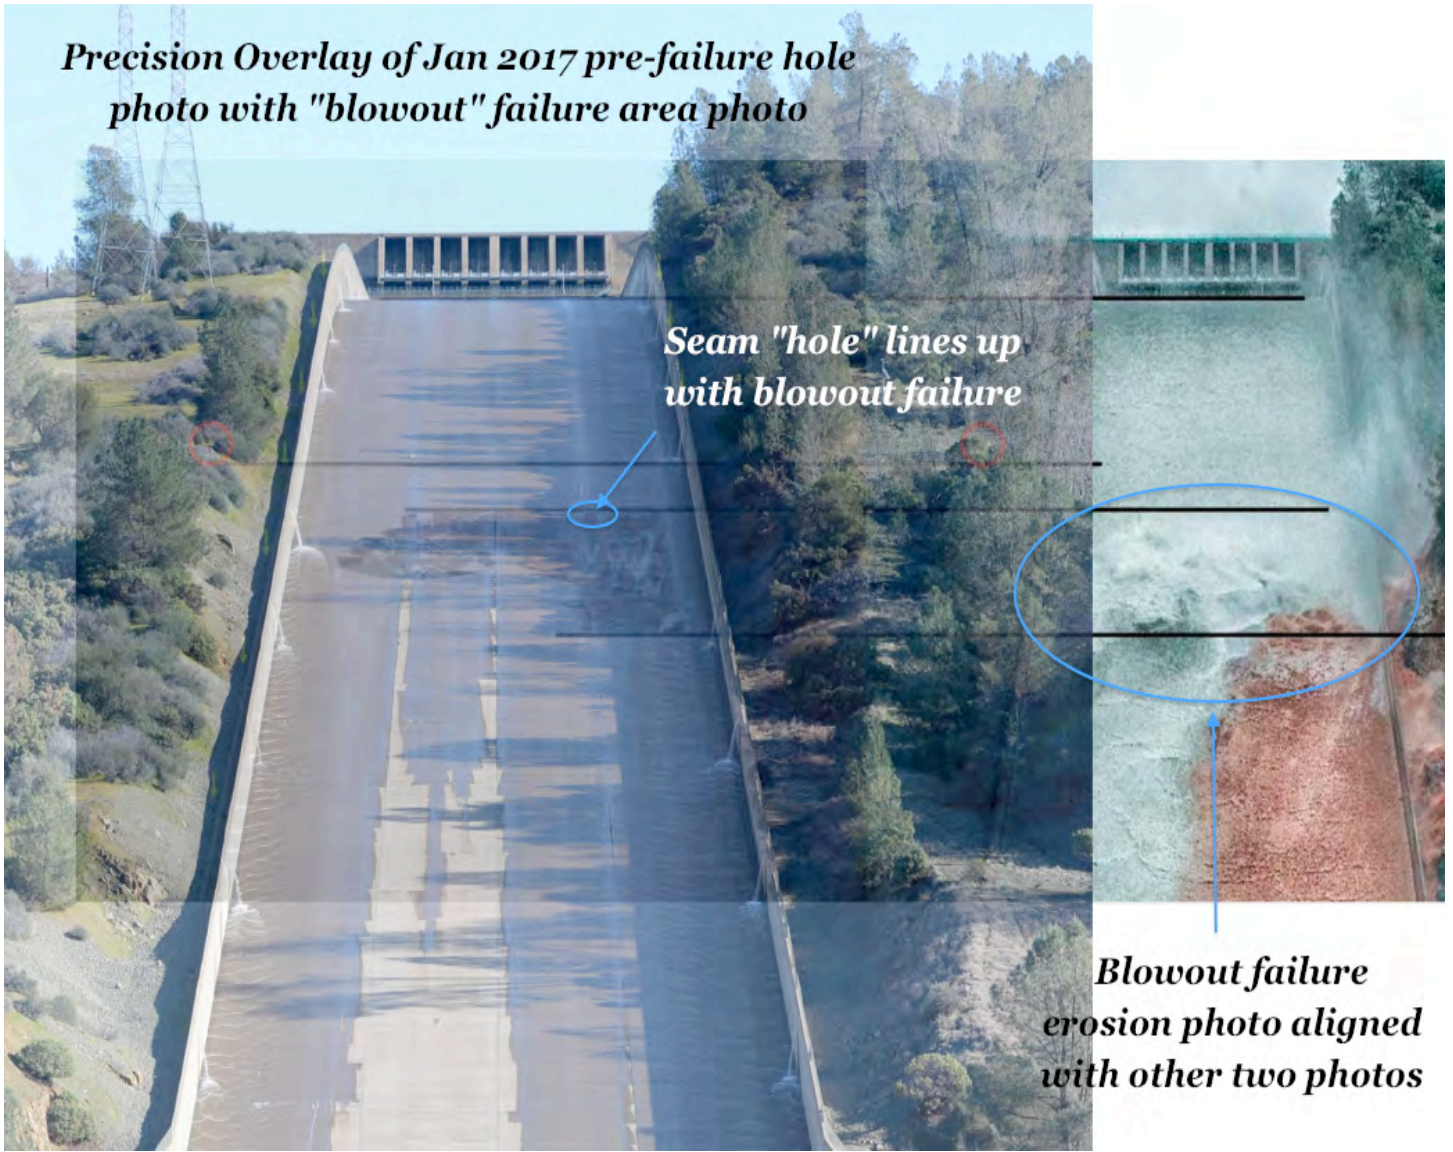 Precision Overlay of Jan 2017 pre-failure hole
photo with "blowout" failure area photo
Seam "hole" lines up
with blowout failure
Blowout failure
erosion photo aligned
with other two photos